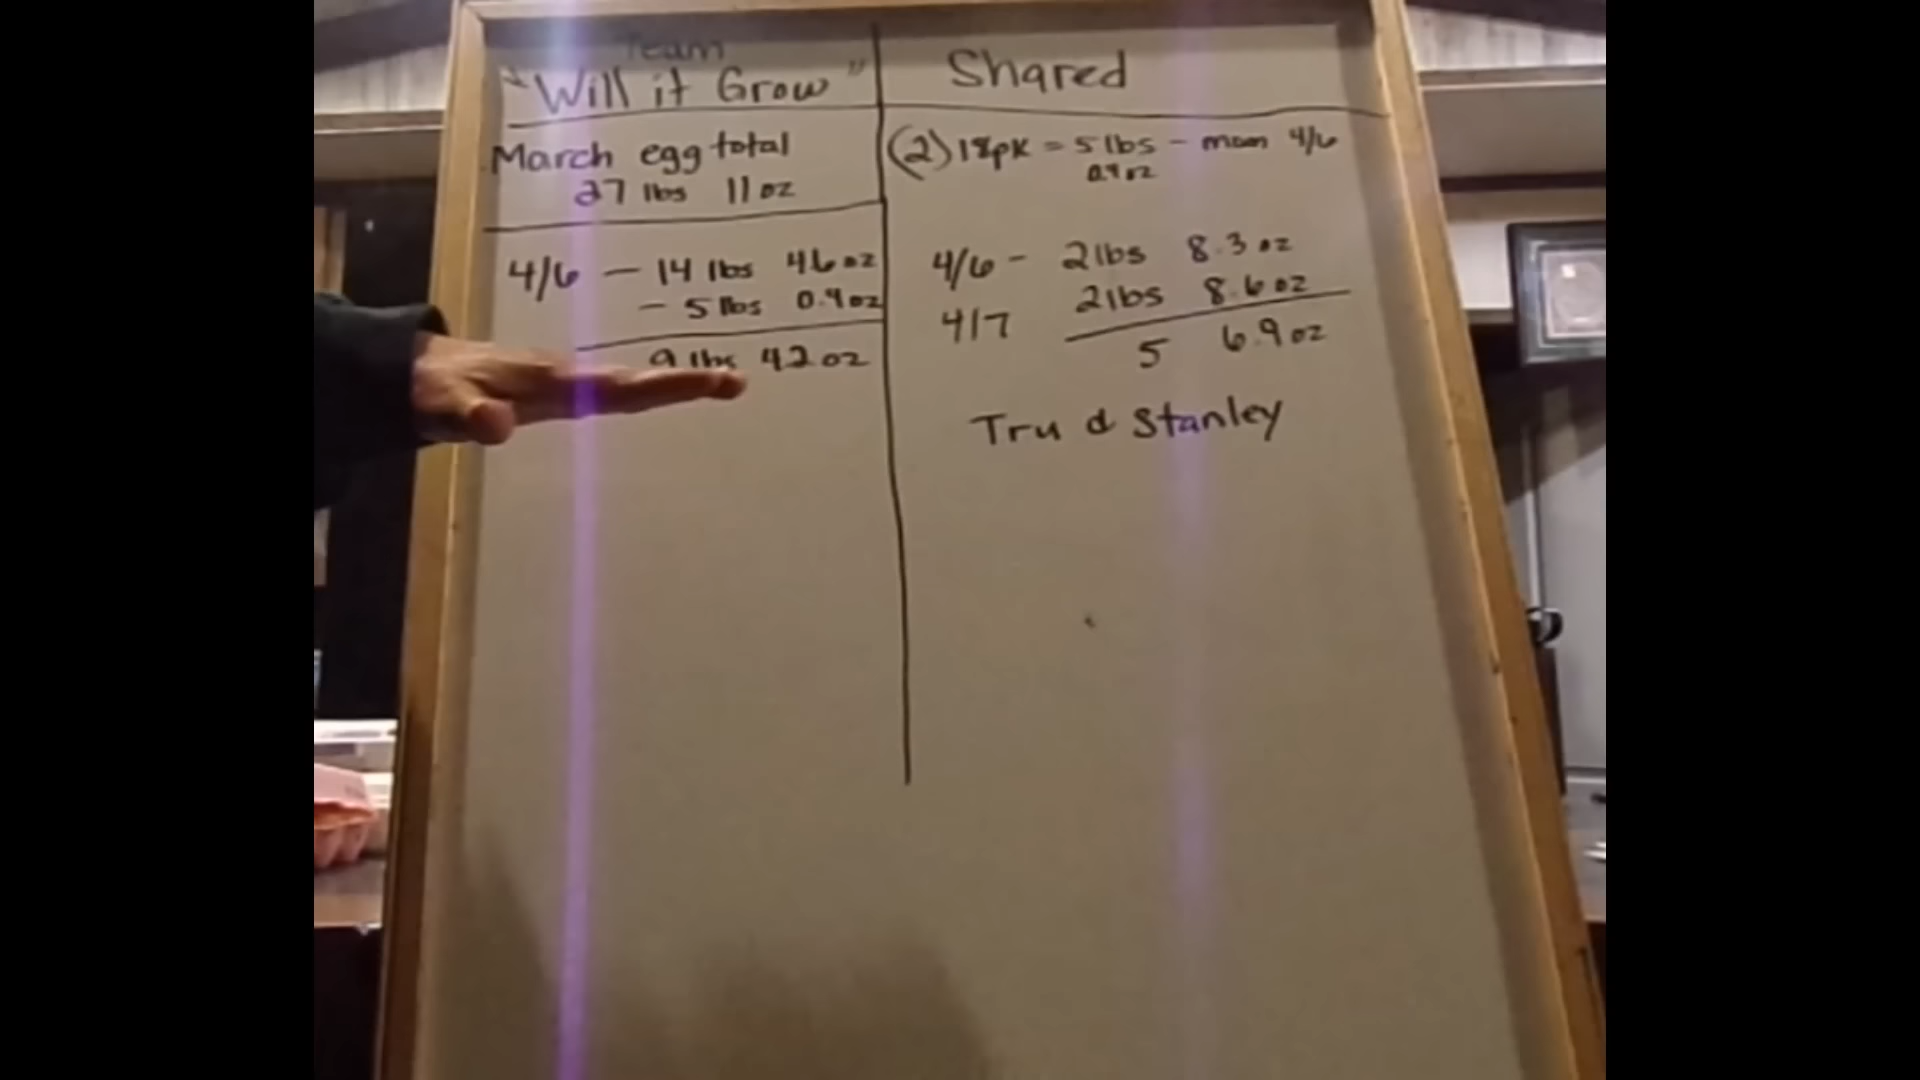 Team
"Will it Grow"
March egg total
27 lbs 11 oz
4/6 - 14 lbs 4.6 oz
- 5 lbs 0.9 oz
9 lbs 4.2 oz
Shared
(2) 18pk = 5 lbs - mom 4/6
0.9 oz
4/6 - 2 lbs 8.3 oz
4/7 2 lbs 8.6 oz
5 6.9 oz
Tru & Stanley